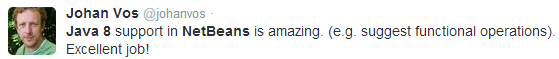 Johan Vos @johanvos ·
Java 8 support in NetBeans is amazing. (e.g. suggest functional operations).
Excellent job!